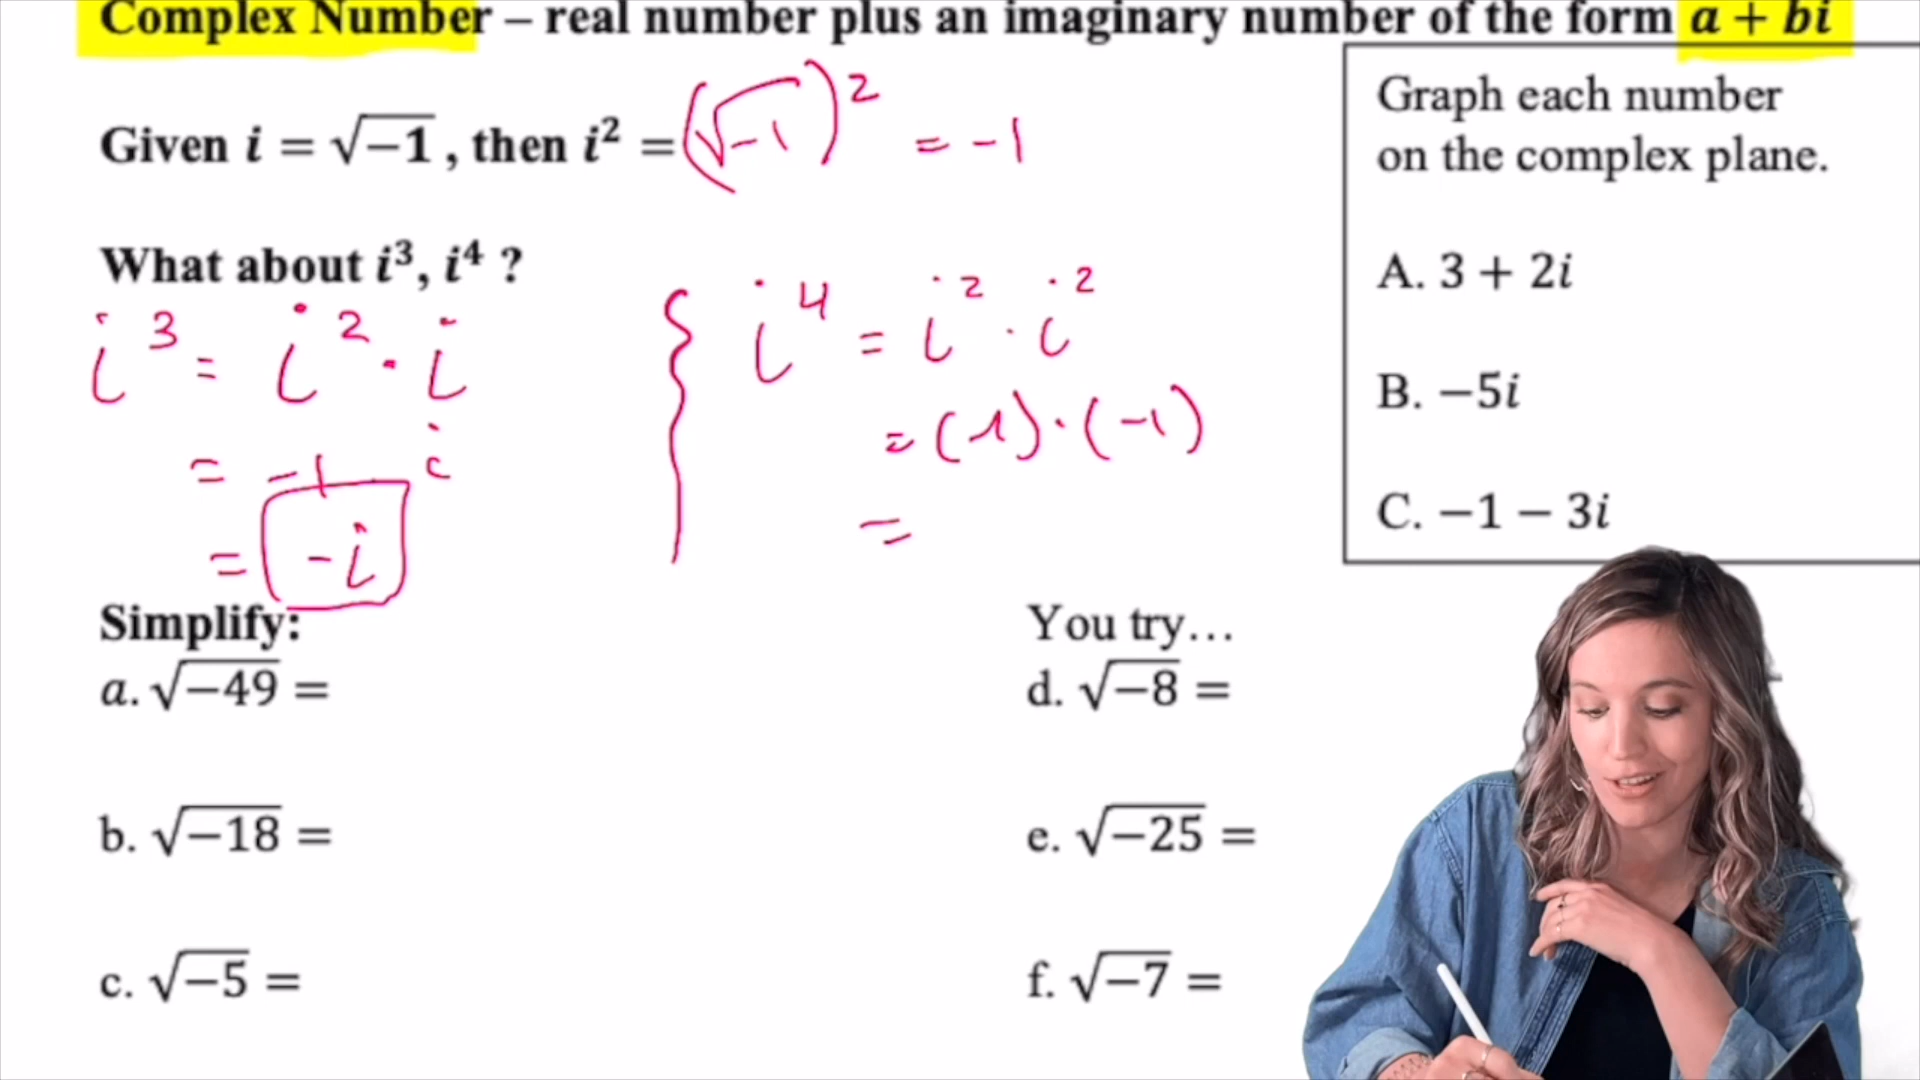 Complex Number – real number plus an imaginary number of the form a + bi
Given i = √−1, then i² = (√-1)² = -1
What about i³, i⁴ ?
i³ = i² · i
= -1 i
= -i
i⁴ = i² · i²
= (1) · (-1)
=
Graph each number
on the complex plane.
A. 3 + 2i
B. −5i
C. −1 − 3i
Simplify:
a. √−49 =
b. √−18 =
c. √−5 =
You try…
d. √−8 =
e. √−25 =
f. √−7 =